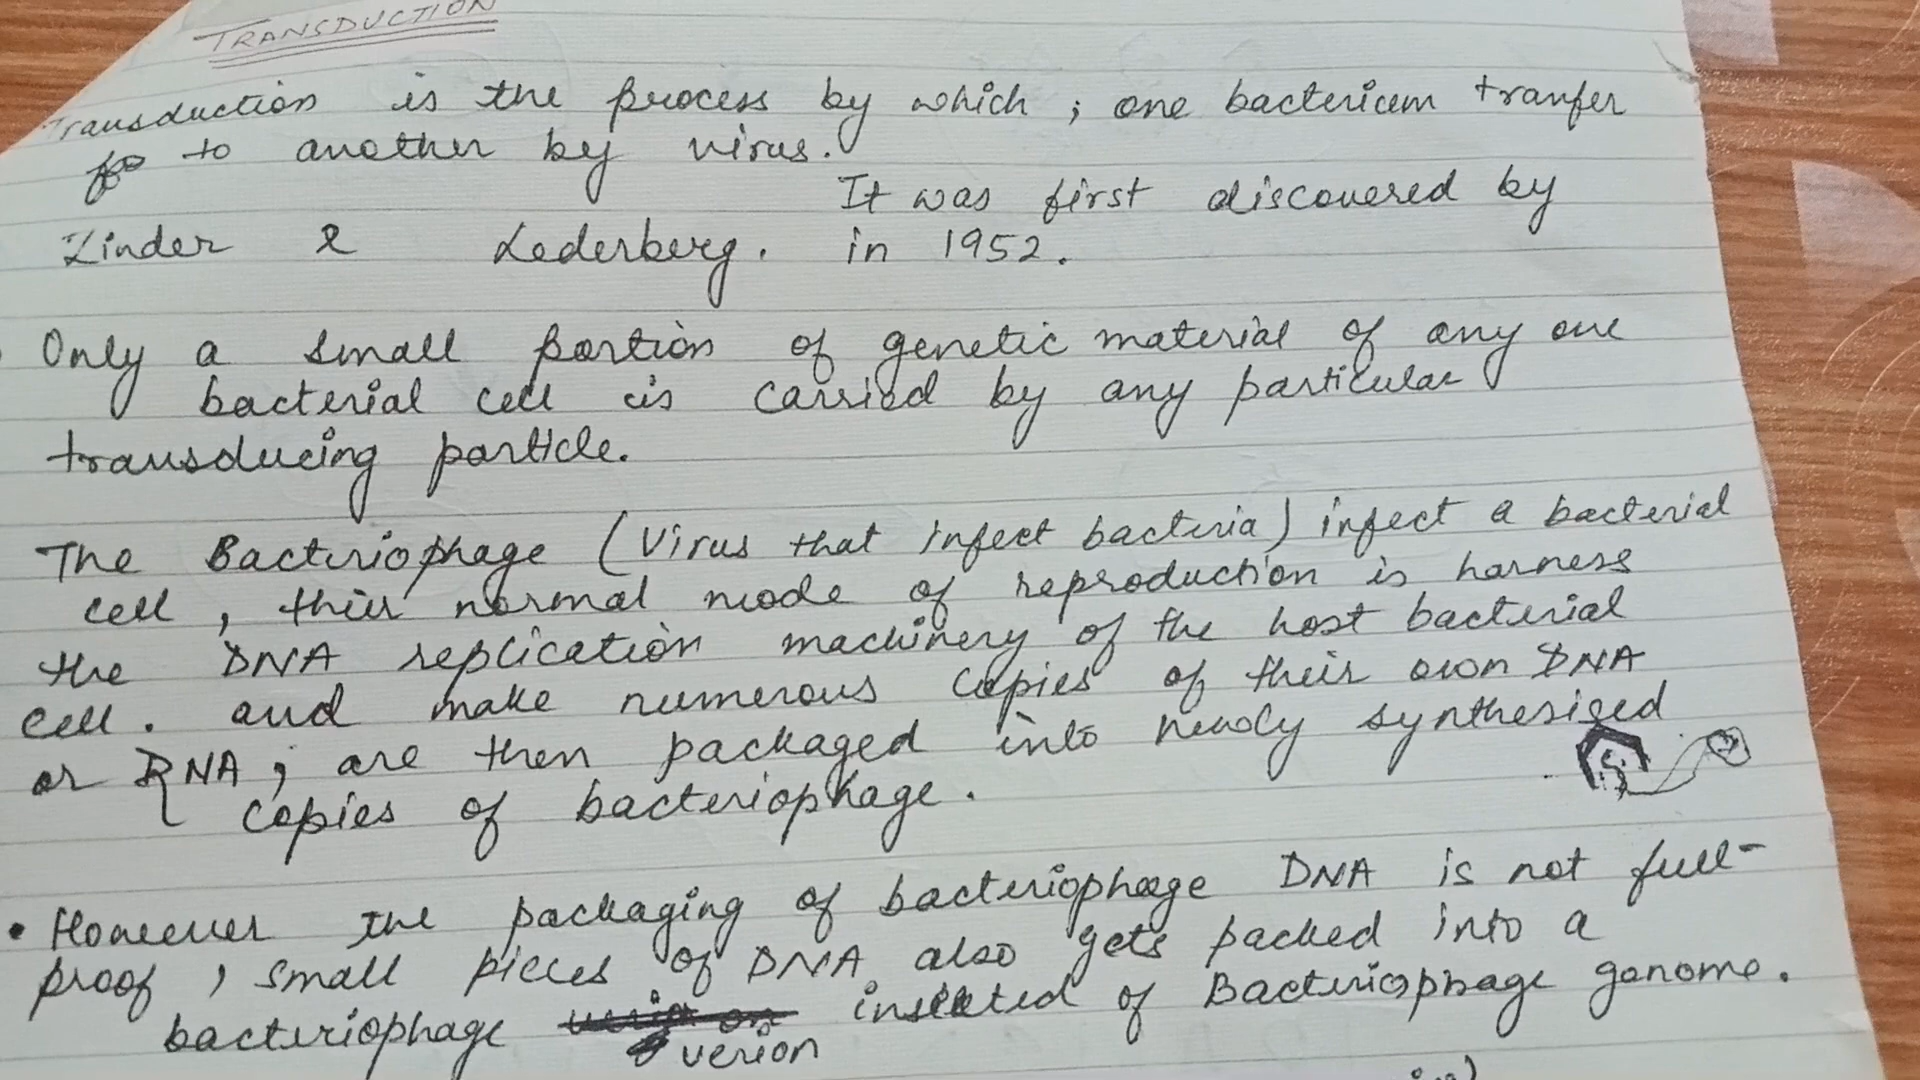 TRANSDUCTION
Transduction is the process by which ; one bactericem tranfer
to another by virus.
It was first discovered by
Zinder & Lederberg. in 1952.
Only a small portion of genetic material of any one
bacterial cell is carried by any particular
transducing particle.
The Bacteriophage (Virus that infect bacteria) infect a bacterial
cell, their normal mode of reproduction is harness
the DNA replication machinery of the host bacterial
cell. and make numerous copies of their own DNA
or RNA ; are then packaged into newly synthesized
copies of bacteriophage.
• However the packaging of bacteriophage DNA is not full-
proof, small pieces of DNA also gets packed into a
bacteriophage insteted of Bacteriophage genome.
verion